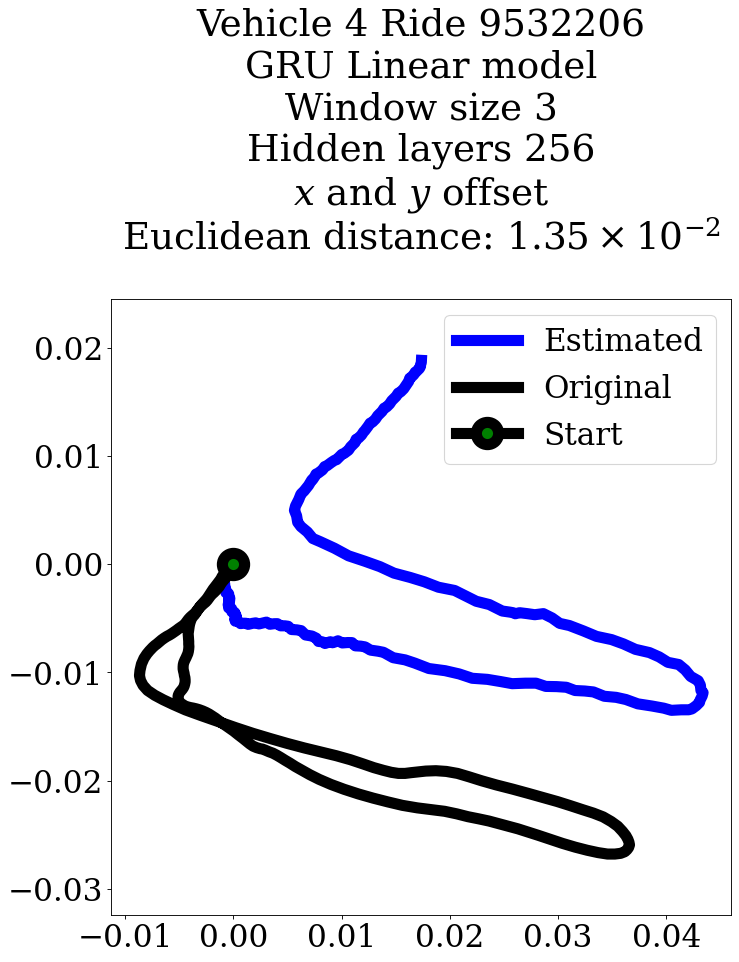 Vehicle 4 Ride 9532206
GRU Linear model
Window size 3
Hidden layers 256
x and y offset
Euclidean distance: 1.35 × 10⁻²
Estimated
Original
Start
0.02
0.01
0.00
−0.01
−0.02
−0.03
−0.01 0.00 0.01 0.02 0.03 0.04